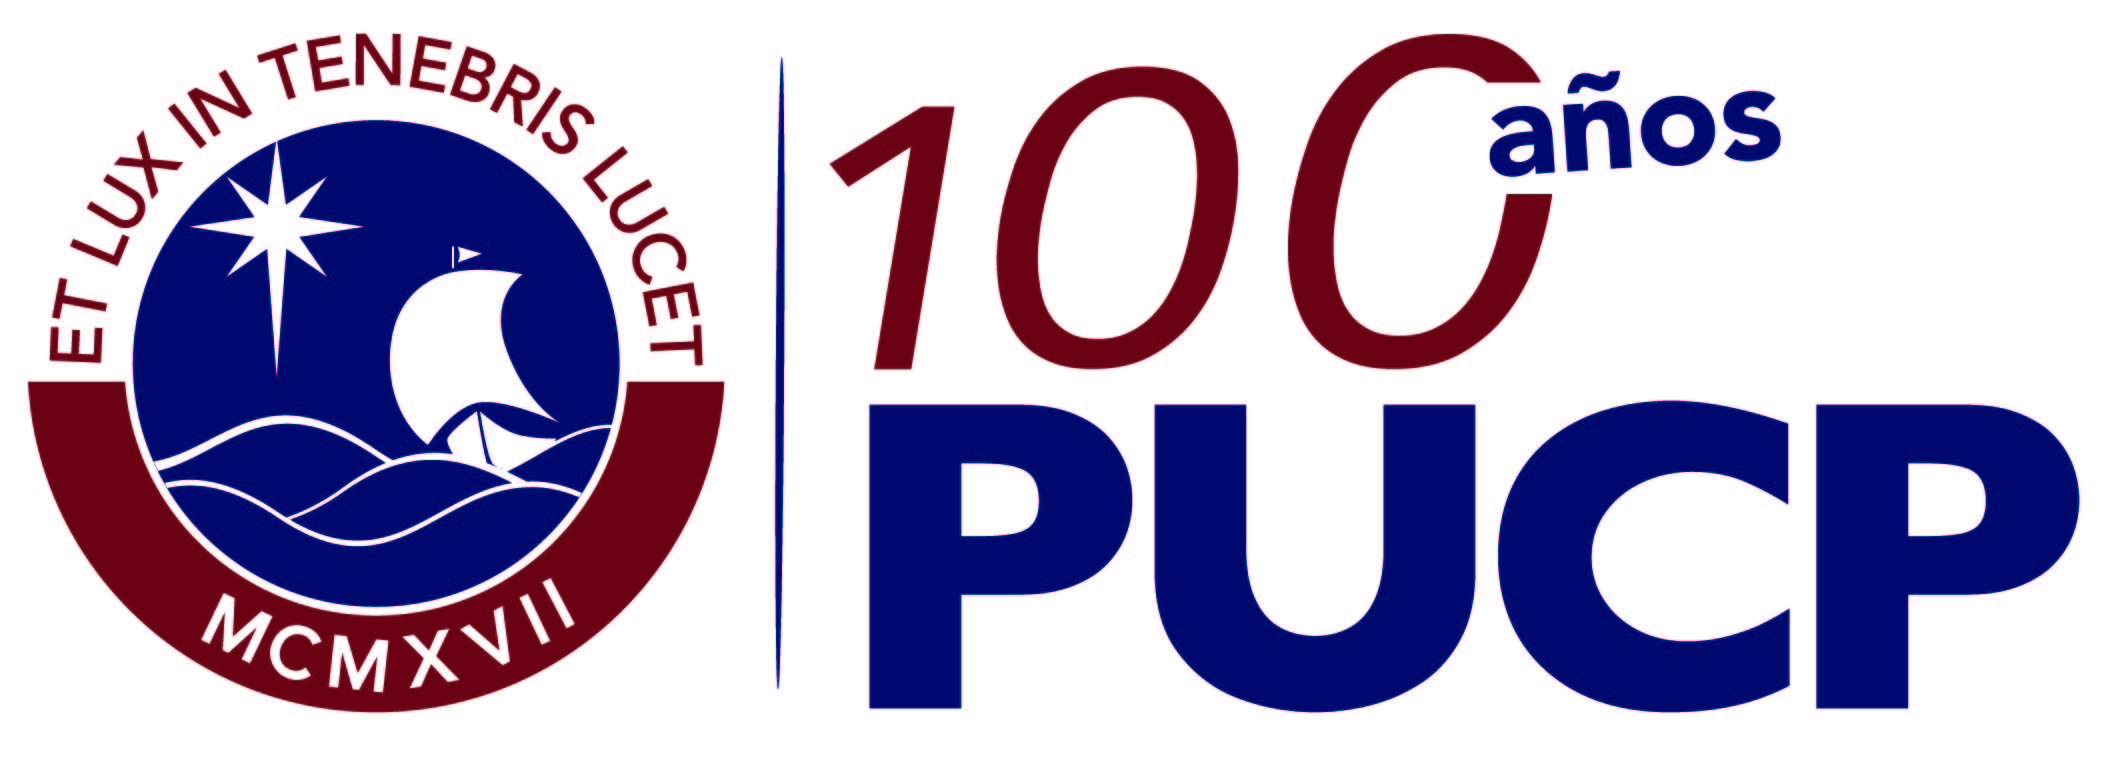 ET LUX IN TENEBRIS LUCET
MCMXVII
100 años
PUCP